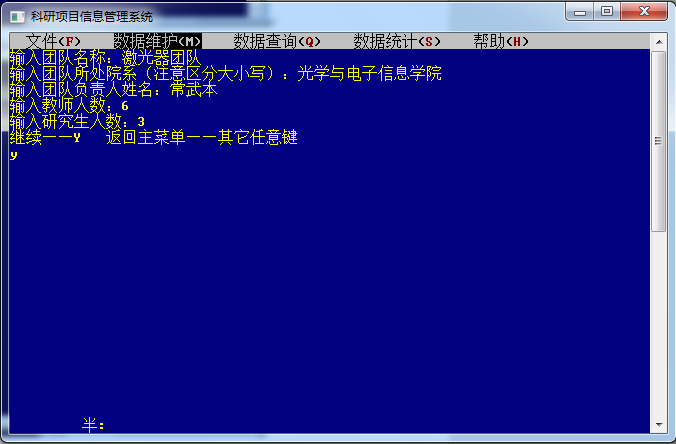 科研项目信息管理系统
文件(F) 数据维护(M) 数据查询(Q) 数据统计(S) 帮助(H)
输入团队名称：激光器团队
输入团队所处院系（注意区分大小写）：光学与电子信息学院
输入团队负责人姓名：常武本
输入教师人数：6
输入研究生人数：3
继续——Y 返回主菜单——其它任意键
y
半：